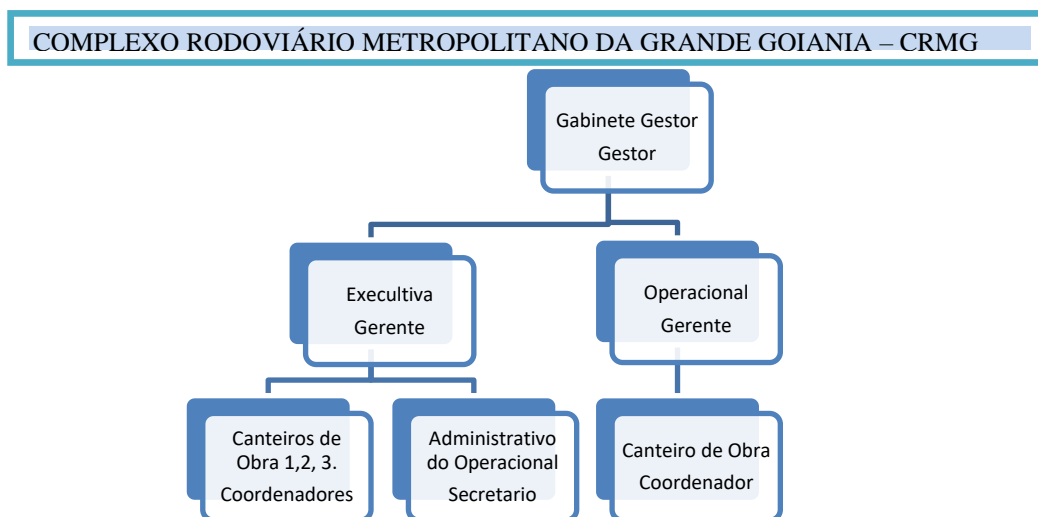 COMPLEXO RODOVIÁRIO METROPOLITANO DA GRANDE GOIANIA – CRMG
Gabinete Gestor
Gestor
Execultiva
Gerente
Operacional
Gerente
Canteiros de
Obra 1,2, 3.
Coordenadores
Administrativo
do Operacional
Secretario
Canteiro de Obra
Coordenador